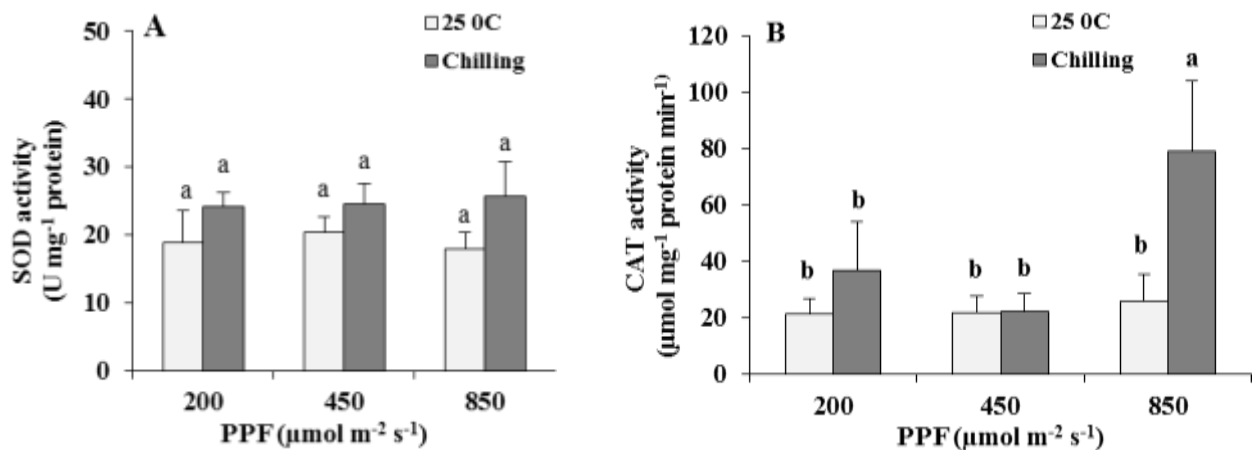 A
25 0C
Chilling
50
40
30
20
10
0
SOD activity
(U mg⁻¹ protein)
a
a
a
a
a
a
200
450
850
PPF (µmol m⁻² s⁻¹)
B
25 0C
Chilling
120
100
80
60
40
20
0
CAT activity
(µmol mg⁻¹ protein min⁻¹)
b
b
b
b
b
a
200
450
850
PPF (µmol m⁻² s⁻¹)